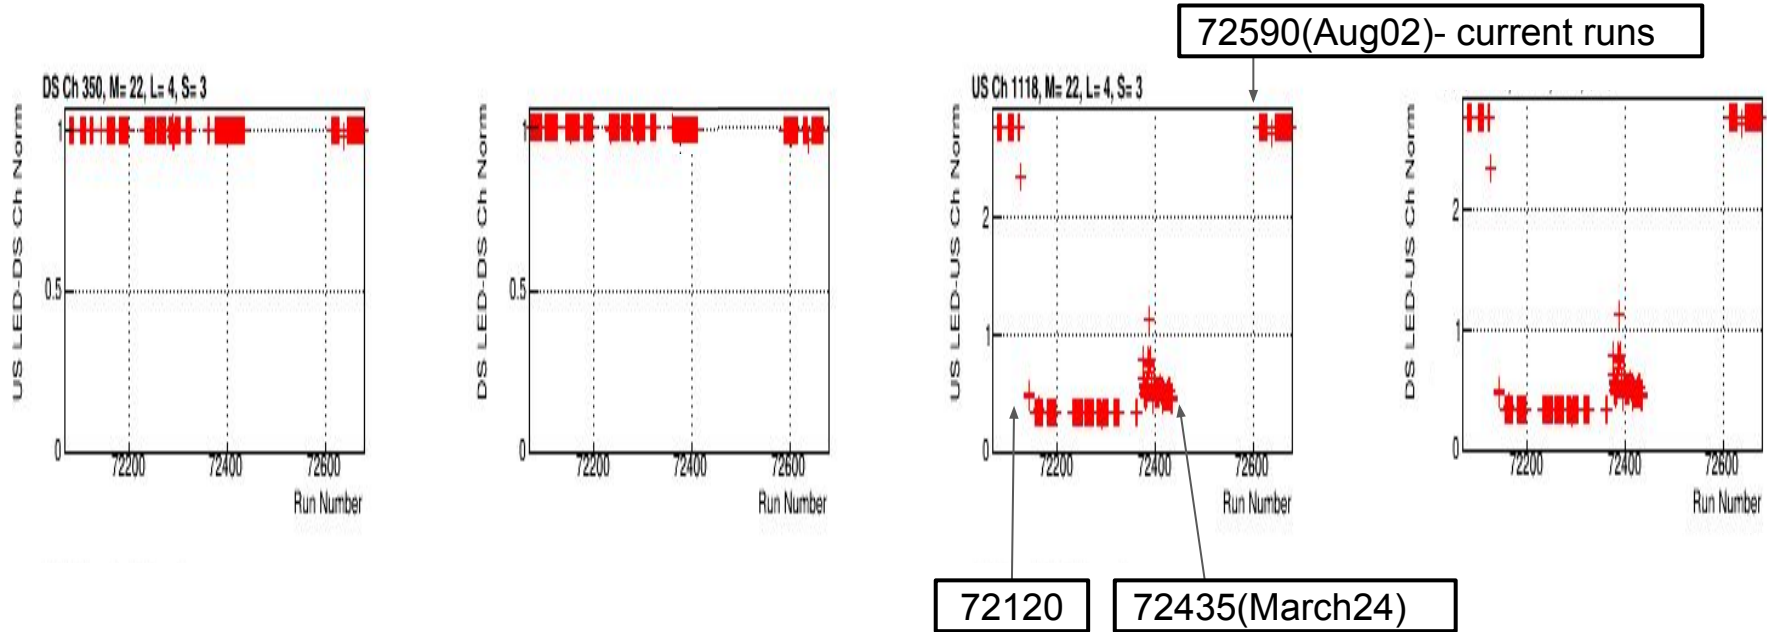 72590(Aug02)- current runs
DS Ch 350, M= 22, L= 4, S= 3
US LED-DS Ch Norm
1
0.5
0
72200 72400 72600
Run Number
DS LED-DS Ch Norm
1
0.5
0
72200 72400 72600
Run Number
US Ch 1118, M= 22, L= 4, S= 3
US LED-US Ch Norm
2
1
0
72200 72400 72600
Run Number
DS LED-US Ch Norm
2
1
0
72200 72400 72600
Run Number
72120
72435(March24)